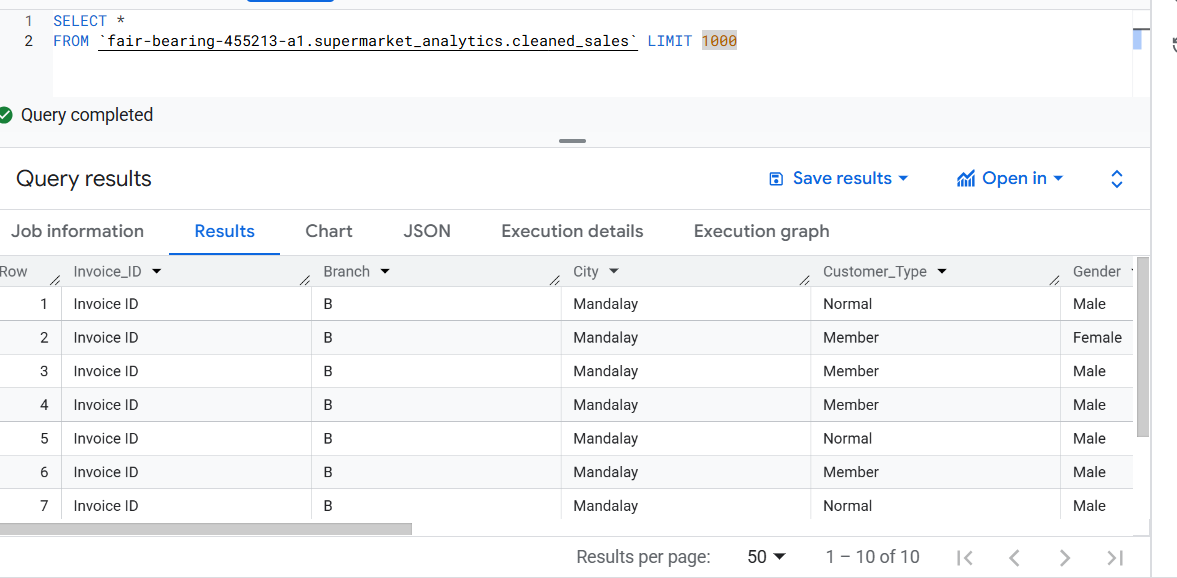 1 SELECT *
2 FROM `fair-bearing-455213-a1.supermarket_analytics.cleaned_sales` LIMIT 1000
Query completed
Query results Save results Open in
Job information Results Chart JSON Execution details Execution graph
Row Invoice_ID Branch City Customer_Type Gender
1 Invoice ID B Mandalay Normal Male
2 Invoice ID B Mandalay Member Female
3 Invoice ID B Mandalay Member Male
4 Invoice ID B Mandalay Member Male
5 Invoice ID B Mandalay Normal Male
6 Invoice ID B Mandalay Member Male
7 Invoice ID B Mandalay Normal Male
Results per page: 50 1 – 10 of 10